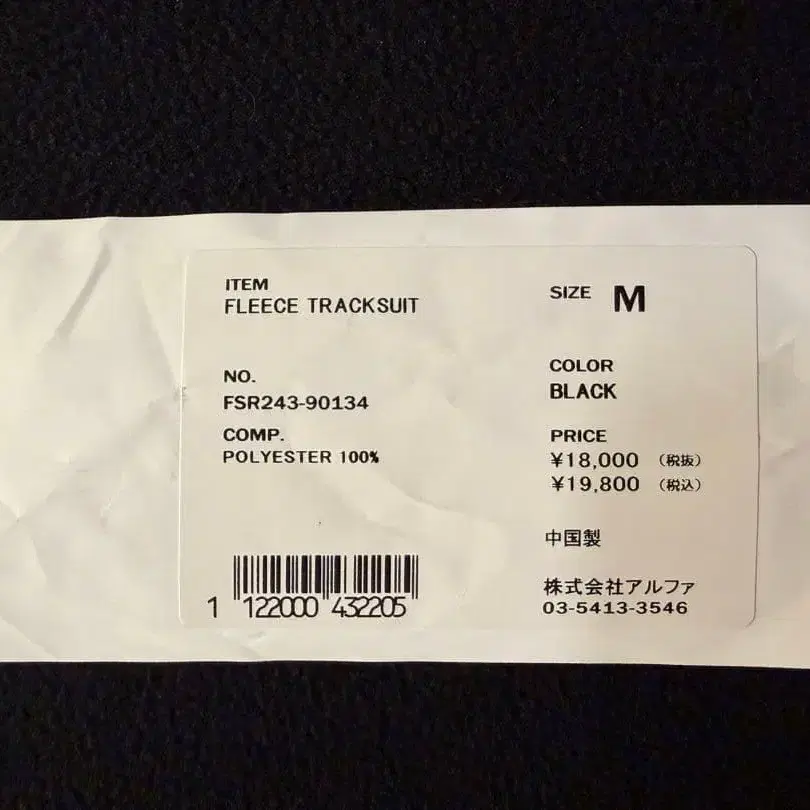 ITEM
FLEECE TRACKSUIT
SIZE M
NO.
FSR243-90134
COLOR
BLACK
COMP.
POLYESTER 100%
PRICE
¥18,000 (税抜)
¥19,800 (税込)
中国製
1 122000 432205
株式会社アルファ
03-5413-3546